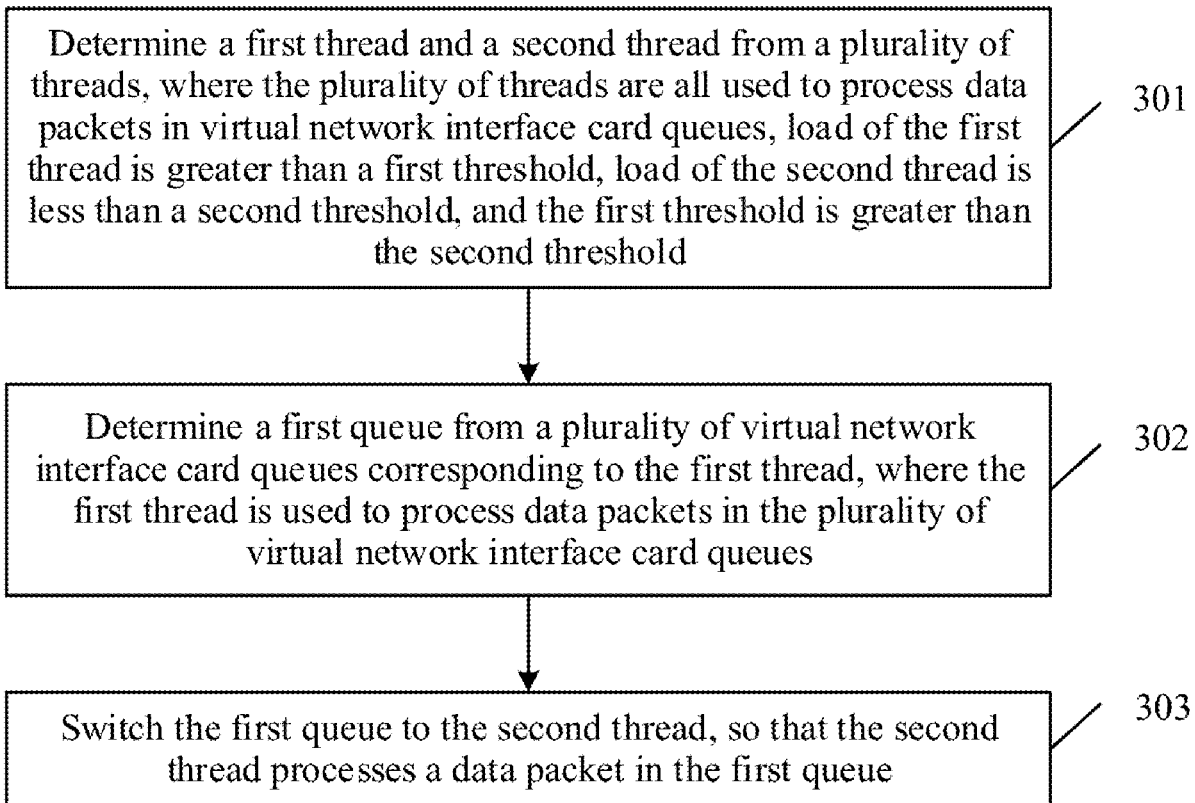 Determine a first thread and a second thread from a plurality of
threads, where the plurality of threads are all used to process data
packets in virtual network interface card queues, load of the first
thread is greater than a first threshold, load of the second thread is
less than a second threshold, and the first threshold is greater than
the second threshold
301
Determine a first queue from a plurality of virtual network
interface card queues corresponding to the first thread, where the
first thread is used to process data packets in the plurality of
virtual network interface card queues
302
Switch the first queue to the second thread, so that the second
thread processes a data packet in the first queue
303